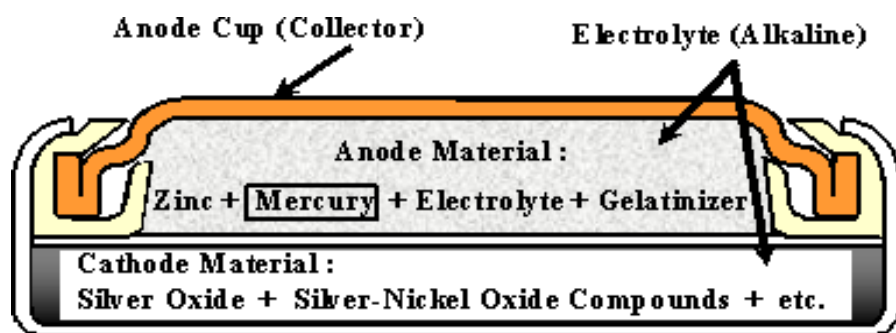 Anode Cup (Collector)
Electrolyte (Alkaline)
Anode Material :
Zinc + Mercury + Electrolyte + Gelatinizer
Cathode Material :
Silver Oxide + Silver-Nickel Oxide Compounds + etc.